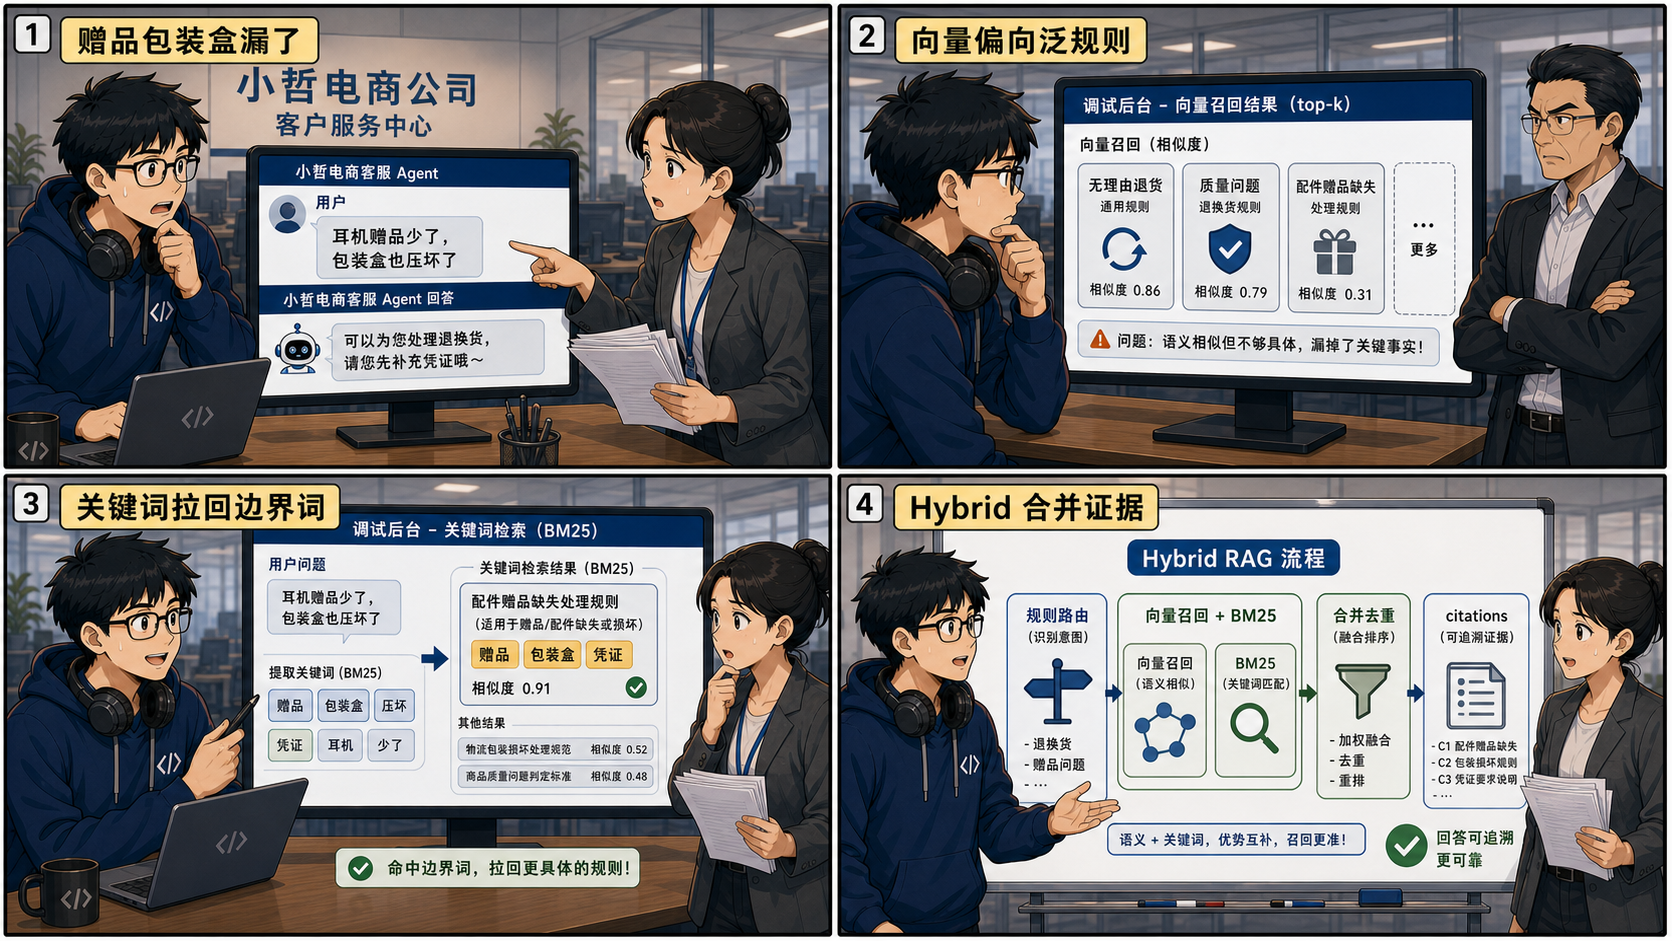 1 赠品包装盒漏了
小哲电商公司
客户服务中心
小哲电商客服 Agent
用户
耳机赠品少了，
包装盒也压坏了
小哲电商客服 Agent 回答
可以为您处理退换货，
请您先补充凭证哦～
</>
</>
</>
2 向量偏向泛规则
调试后台 – 向量召回结果（top-k）
向量召回（相似度）
无理由退货
通用规则
相似度 0.86
质量问题
退换货规则
相似度 0.79
配件赠品缺失
处理规则
相似度 0.31
...
更多
问题：语义相似但不够具体，漏掉了关键事实！
3 关键词拉回边界词
调试后台 – 关键词检索（BM25）
用户问题
耳机赠品少了，
包装盒也压坏了
提取关键词 (BM25)
赠品 包装盒 压坏
凭证 耳机 少了
关键词检索结果（BM25）
配件赠品缺失处理规则
（适用于赠品/配件缺失或损坏）
赠品 包装盒 凭证
相似度 0.91
其他结果
物流包装损坏处理规范 相似度 0.52
商品质量问题判定标准 相似度 0.48
</>
</>
</>
命中边界词，拉回更具体的规则！
4 Hybrid 合并证据
Hybrid RAG 流程
规则路由
（识别意图）
- 退换货
- 赠品问题
- ...
向量召回 + BM25
向量召回
（语义相似）
BM25
（关键词匹配）
合并去重
（融合排序）
- 加权融合
- 去重
- 重排
citations
（可追溯证据）
- C1 配件赠品缺失
- C2 包装损坏规则
- C3 凭证要求说明
- ...
</>
语义 + 关键词，优势互补，召回更准！
回答可追溯
更可靠